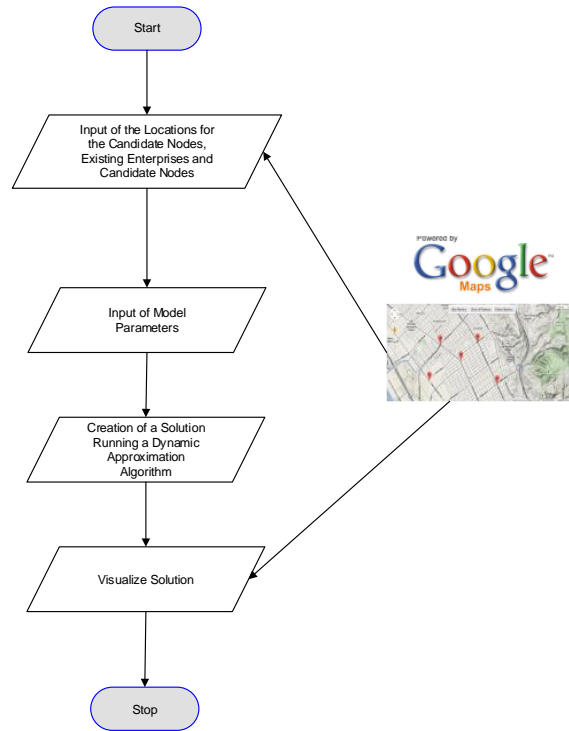 Start
Input of the Locations for
the Candidate Nodes,
Existing Enterprises and
Candidate Nodes
Powered by
Google™
Maps
Input of Model
Parameters
Creation of a Solution
Running a Dynamic
Approximation
Algorithm
Visualize Solution
Stop